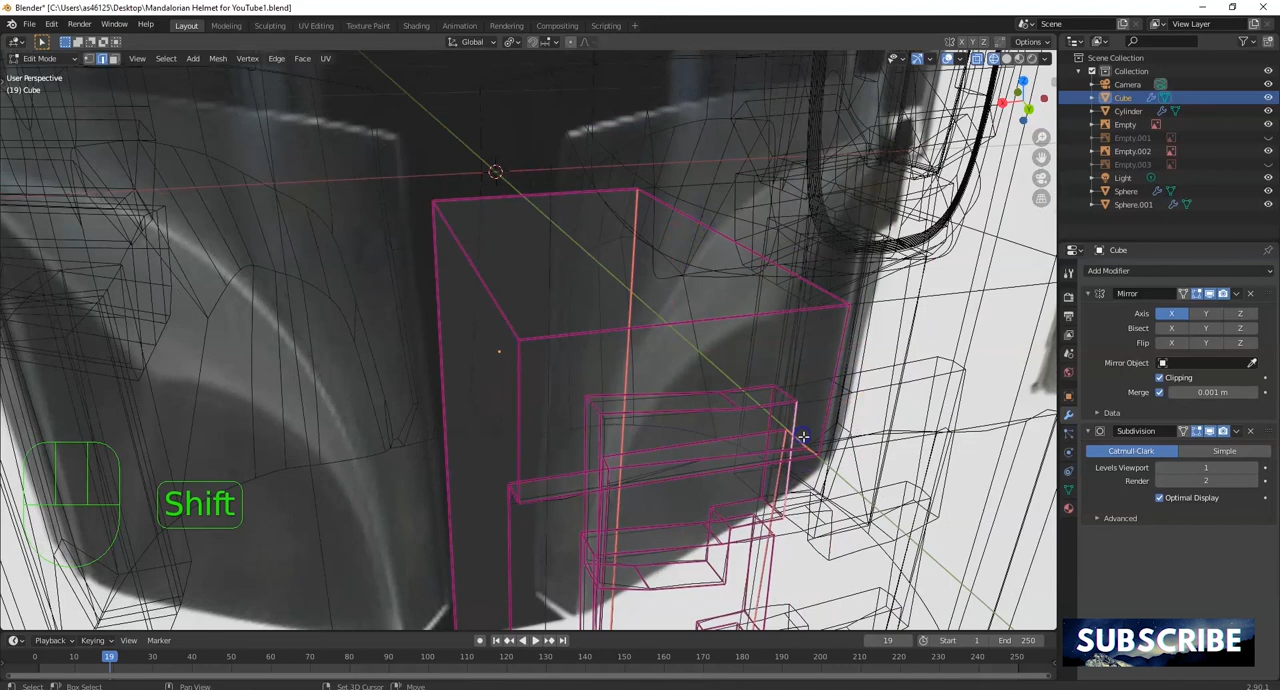 Blender* [C:\Users\as46125\Desktop\Mandalorian Helmet for YouTube1.blend]
File Edit Render Window Help Layout Modeling Sculpting UV Editing Texture Paint Shading Animation Rendering Compositing Scripting + Scene View Layer
Global X Y Z Options
Edit Mode View Select Add Mesh Vertex Edge Face UV
User Perspective
(19) Cube
Scene Collection
Collection
Camera
Cube
Cylinder
Empty
Empty.001
Empty.002
Empty.003
Light
Sphere
Sphere.001
Cube
Add Modifier
Mirror
Axis X Y Z
Bisect X Y Z
Flip X Y Z
Mirror Object
Clipping
Merge 0.001 m
Data
Subdivision
Catmull-Clark Simple
Levels Viewport 1
Render 2
Optimal Display
Advanced
Shift
SUBSCRIBE
Playback Keying View Marker 19 Start 1 End 250
0 10 19 30 40 50 60 70 80 90 100 110 120 130 140 150 160 170 180 190 200 210 220 230 240 250
Select Box Select Pan View Set 3D Cursor Move 2.90.1